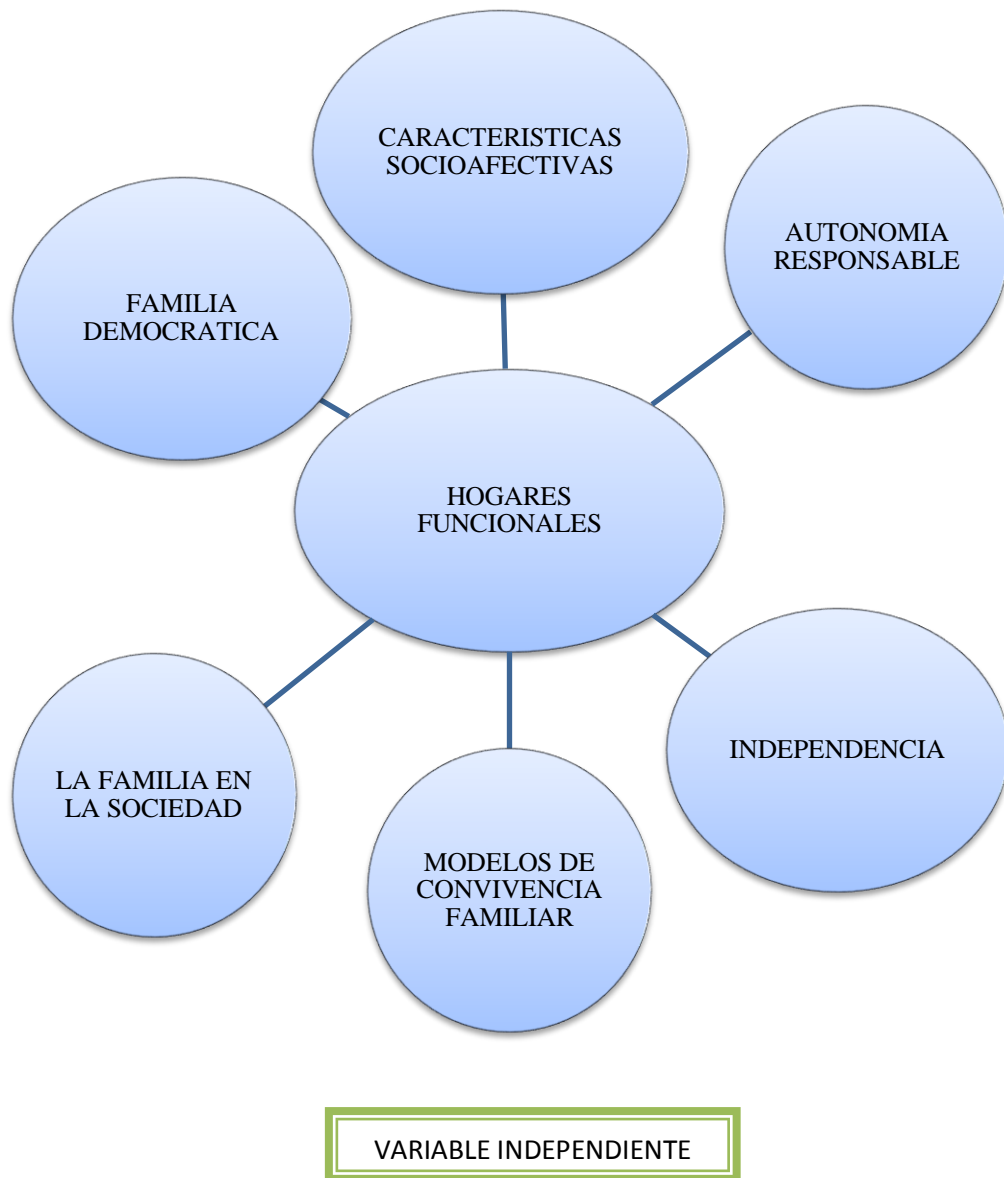 CARACTERISTICAS
SOCIOAFECTIVAS
AUTONOMIA
RESPONSABLE
FAMILIA
DEMOCRATICA
HOGARES
FUNCIONALES
INDEPENDENCIA
LA FAMILIA EN
LA SOCIEDAD
MODELOS DE
CONVIVENCIA
FAMILIAR
VARIABLE INDEPENDIENTE